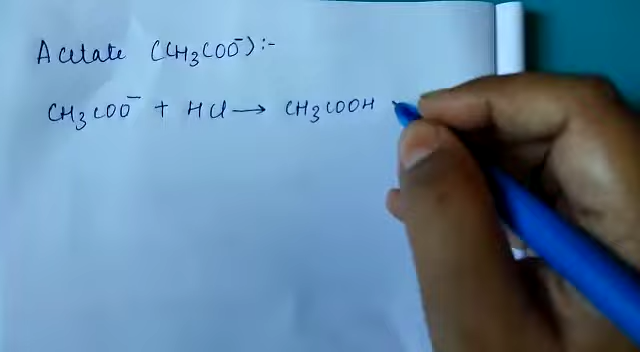 Acetate (CH3COO⁻):-
CH3COO⁻ + HCl → CH3COOH